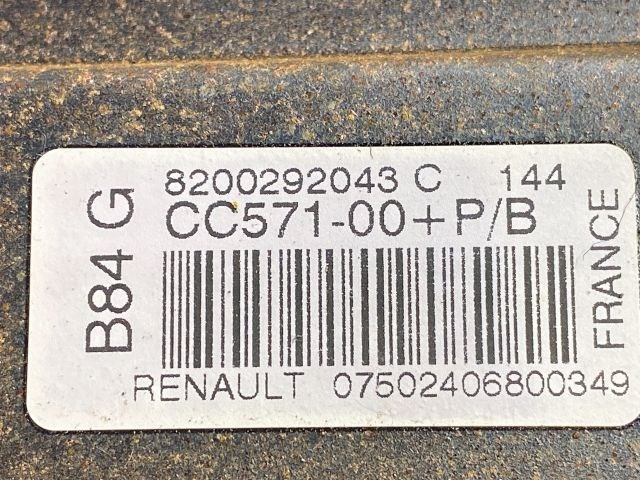 B84 G
8200292043 C 144
CC571-00+P/B
RENAULT 07502406800349
FRANCE